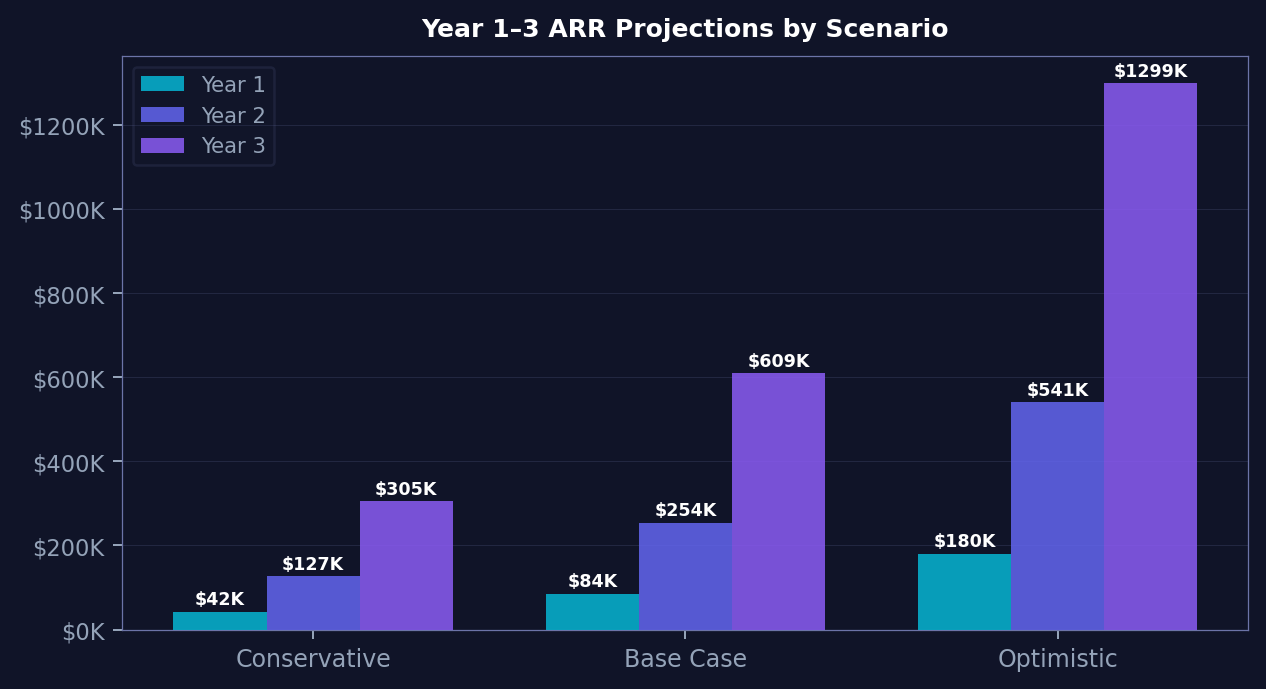 Year 1–3 ARR Projections by Scenario
Year 1
Year 2
Year 3
$1200K
$1000K
$800K
$600K
$400K
$200K
$0K
$42K
$127K
$305K
$84K
$254K
$609K
$180K
$541K
$1299K
Conservative
Base Case
Optimistic